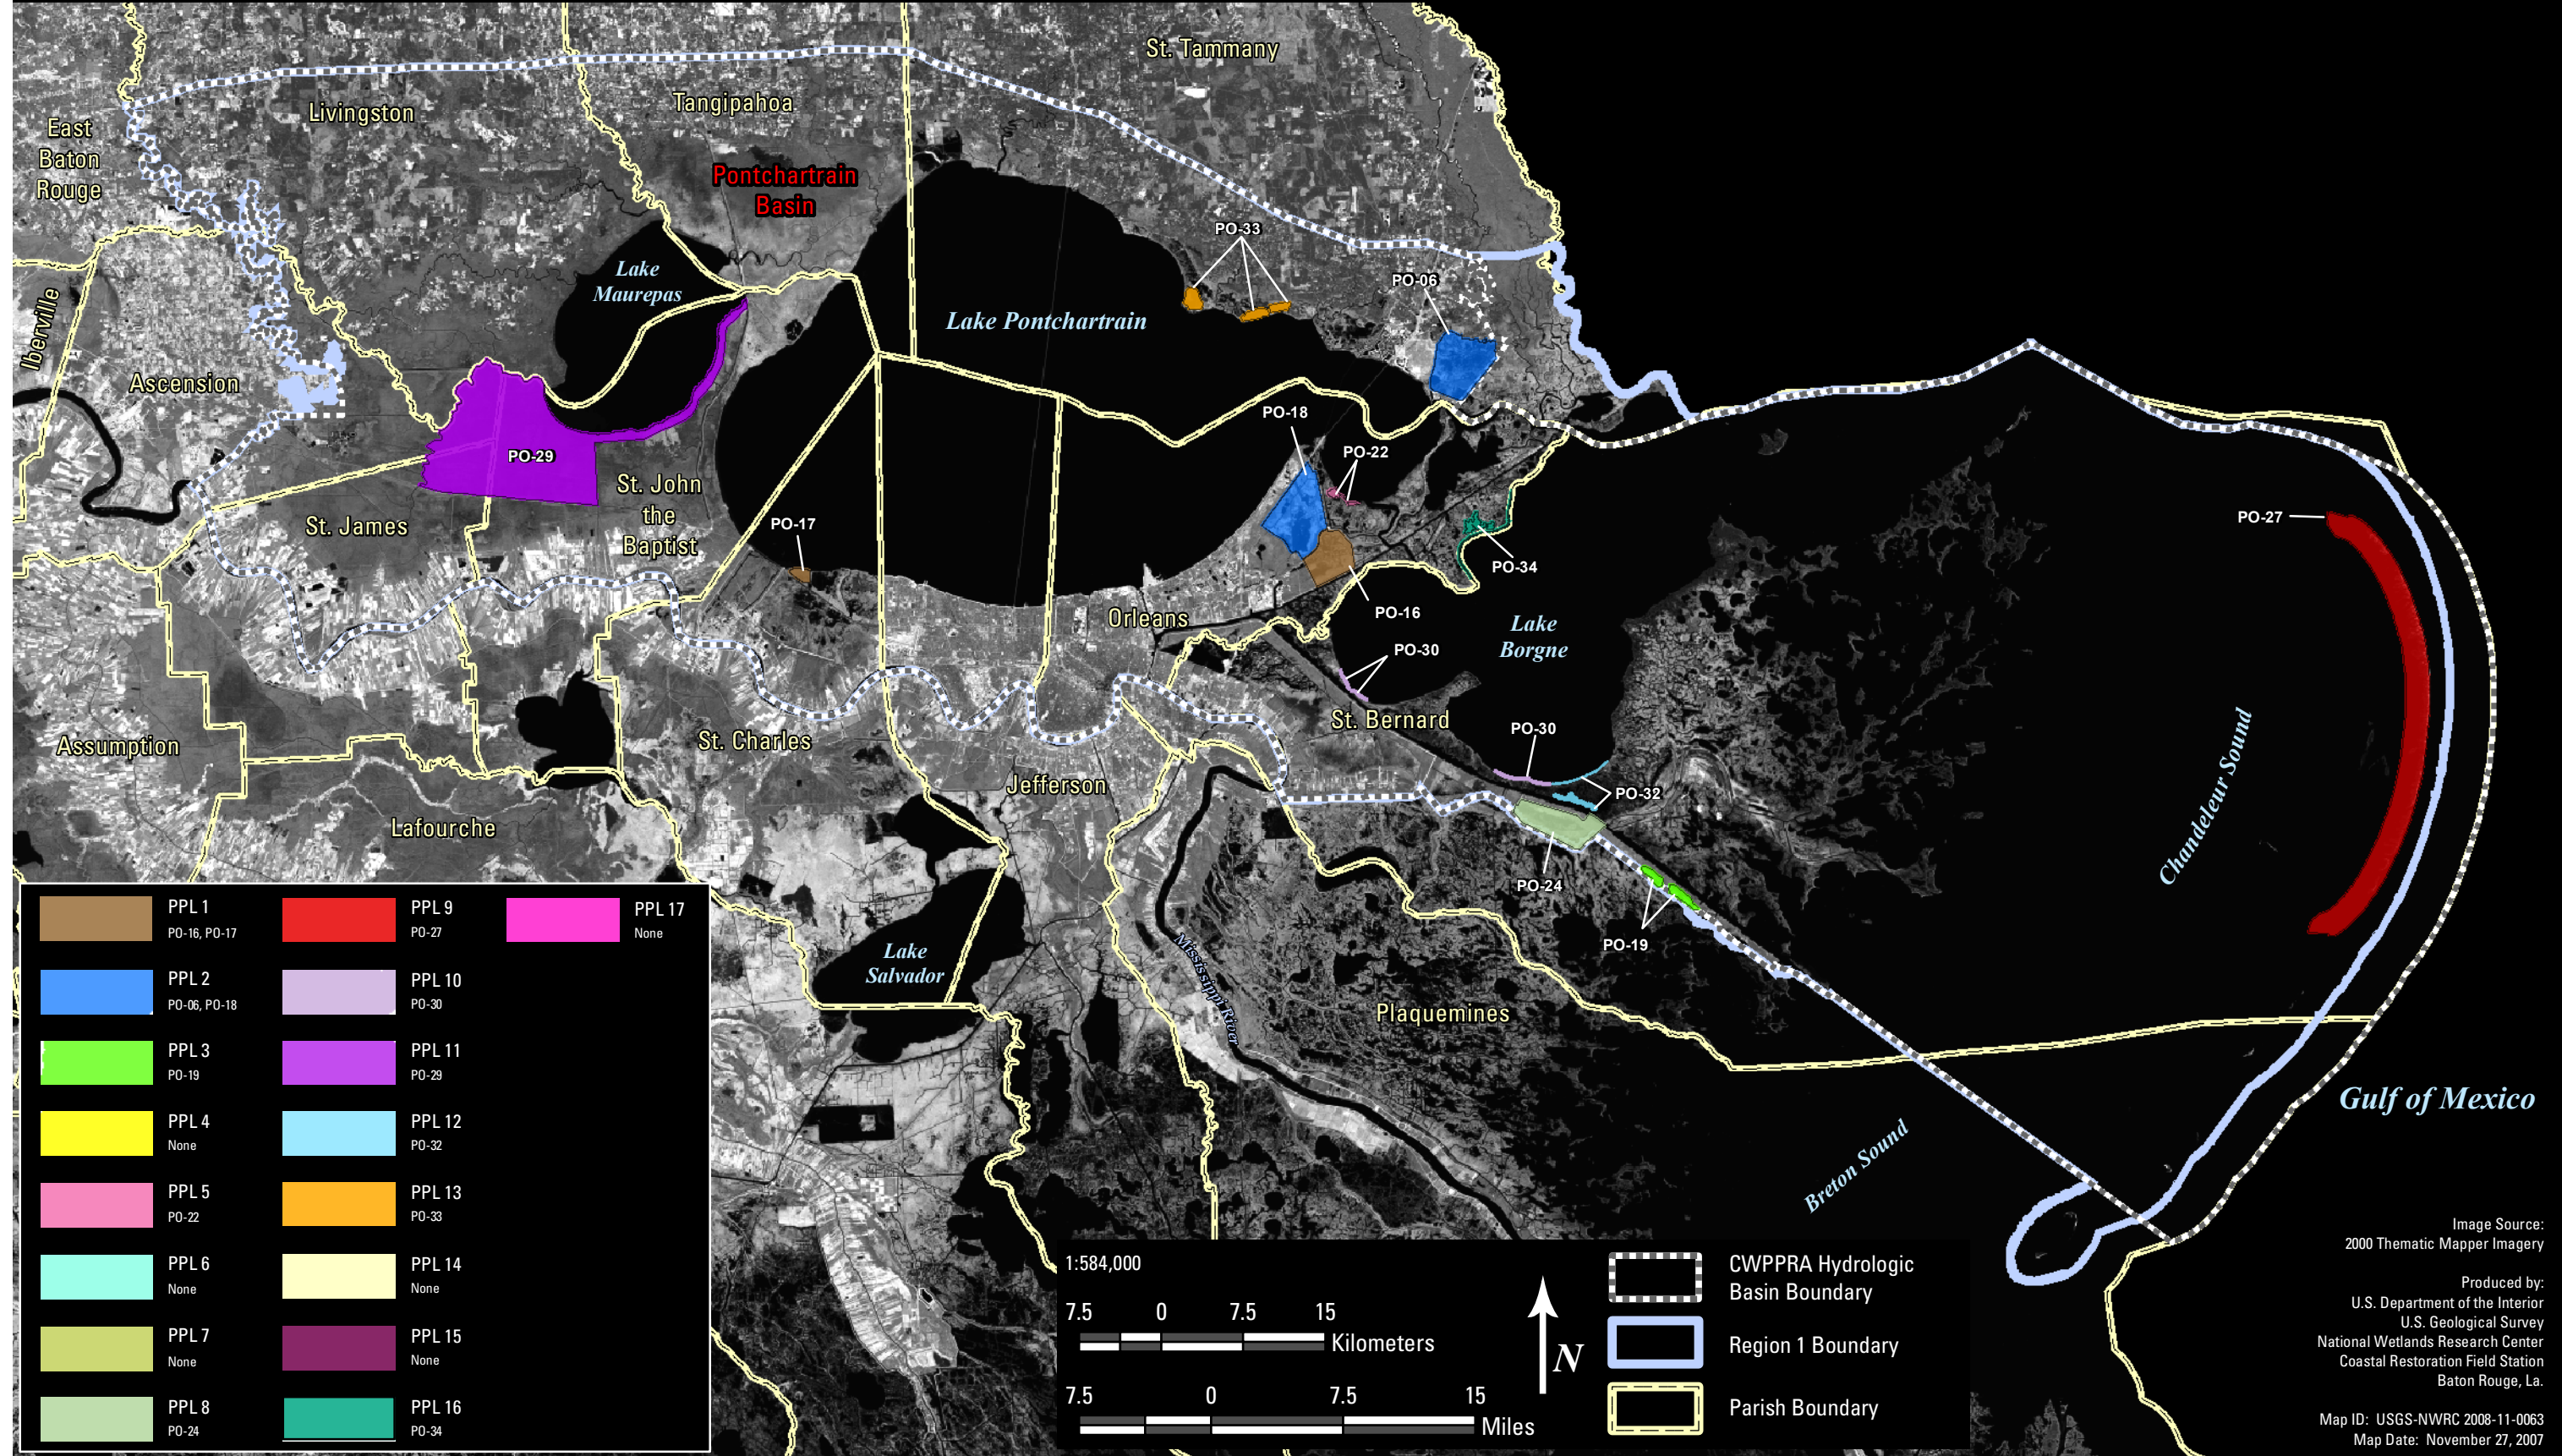 St. Tammany
Tangipahoa
Livingston
East
Baton
Rouge
Pontchartrain
Basin
PO-33
Lake
Maurepas
PO-06
Iberville
Lake Pontchartrain
Ascension
PO-18
PO-22
PO-29
St. John
the
Baptist
PO-27
PO-17
St. James
PO-34
PO-16
Orleans
Lake
Borgne
PO-30
St. Bernard
PO-30
Assumption
St. Charles
Jefferson
PO-32
Chandeleur Sound
Lafourche
PO-24
PO-19
Lake
Salvador
Mississippi River
Plaquemines
Gulf of Mexico
Breton Sound
PPL 1
PO-16, PO-17
PPL 2
PO-06, PO-18
PPL 3
PO-19
PPL 4
None
PPL 5
PO-22
PPL 6
None
PPL 7
None
PPL 8
PO-24
PPL 9
PO-27
PPL 10
PO-30
PPL 11
PO-29
PPL 12
PO-32
PPL 13
PO-33
PPL 14
None
PPL 15
None
PPL 16
PO-34
PPL 17
None
1:584,000
7.5 0 7.5 15
Kilometers
7.5 0 7.5 15
Miles
N
CWPPRA Hydrologic
Basin Boundary
Region 1 Boundary
Parish Boundary
Image Source:
2000 Thematic Mapper Imagery
Produced by:
U.S. Department of the Interior
U.S. Geological Survey
National Wetlands Research Center
Coastal Restoration Field Station
Baton Rouge, La.
Map ID: USGS-NWRC 2008-11-0063
Map Date: November 27, 2007